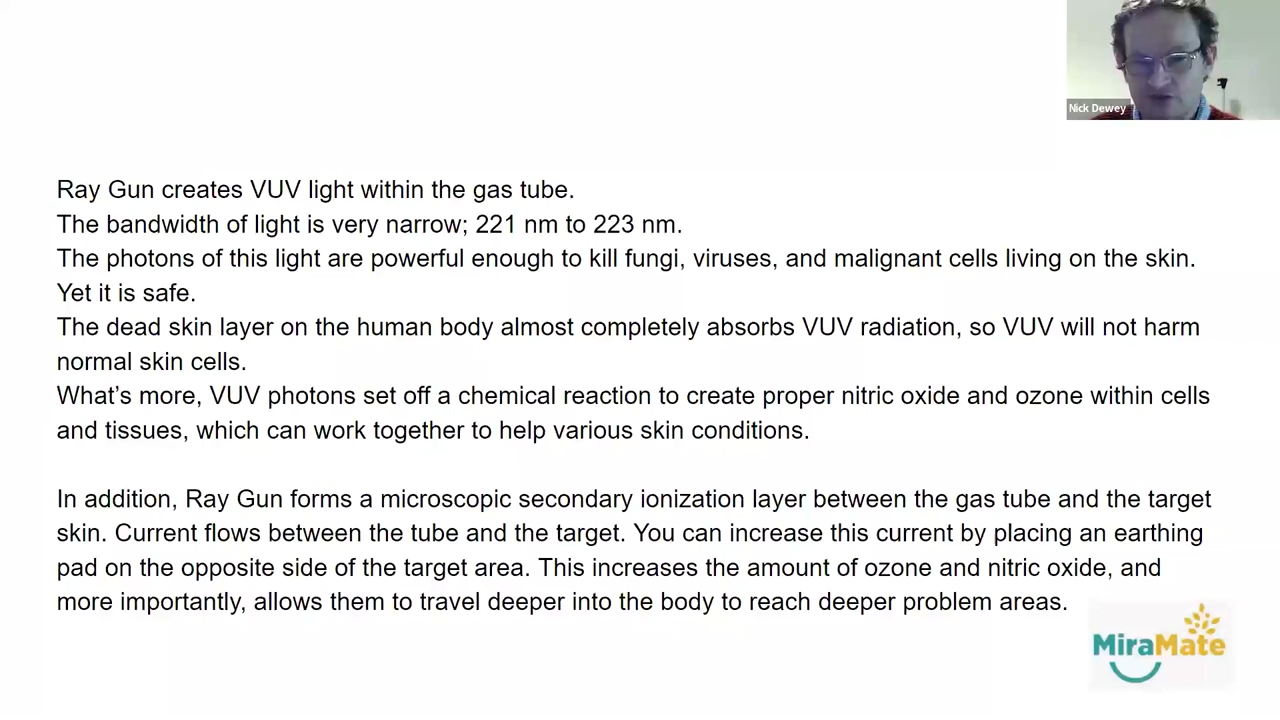 Nick Dewey
Ray Gun creates VUV light within the gas tube.
The bandwidth of light is very narrow; 221 nm to 223 nm.
The photons of this light are powerful enough to kill fungi, viruses, and malignant cells living on the skin.
Yet it is safe.
The dead skin layer on the human body almost completely absorbs VUV radiation, so VUV will not harm
normal skin cells.
What’s more, VUV photons set off a chemical reaction to create proper nitric oxide and ozone within cells
and tissues, which can work together to help various skin conditions.
In addition, Ray Gun forms a microscopic secondary ionization layer between the gas tube and the target
skin. Current flows between the tube and the target. You can increase this current by placing an earthing
pad on the opposite side of the target area. This increases the amount of ozone and nitric oxide, and
more importantly, allows them to travel deeper into the body to reach deeper problem areas.
MiraMate